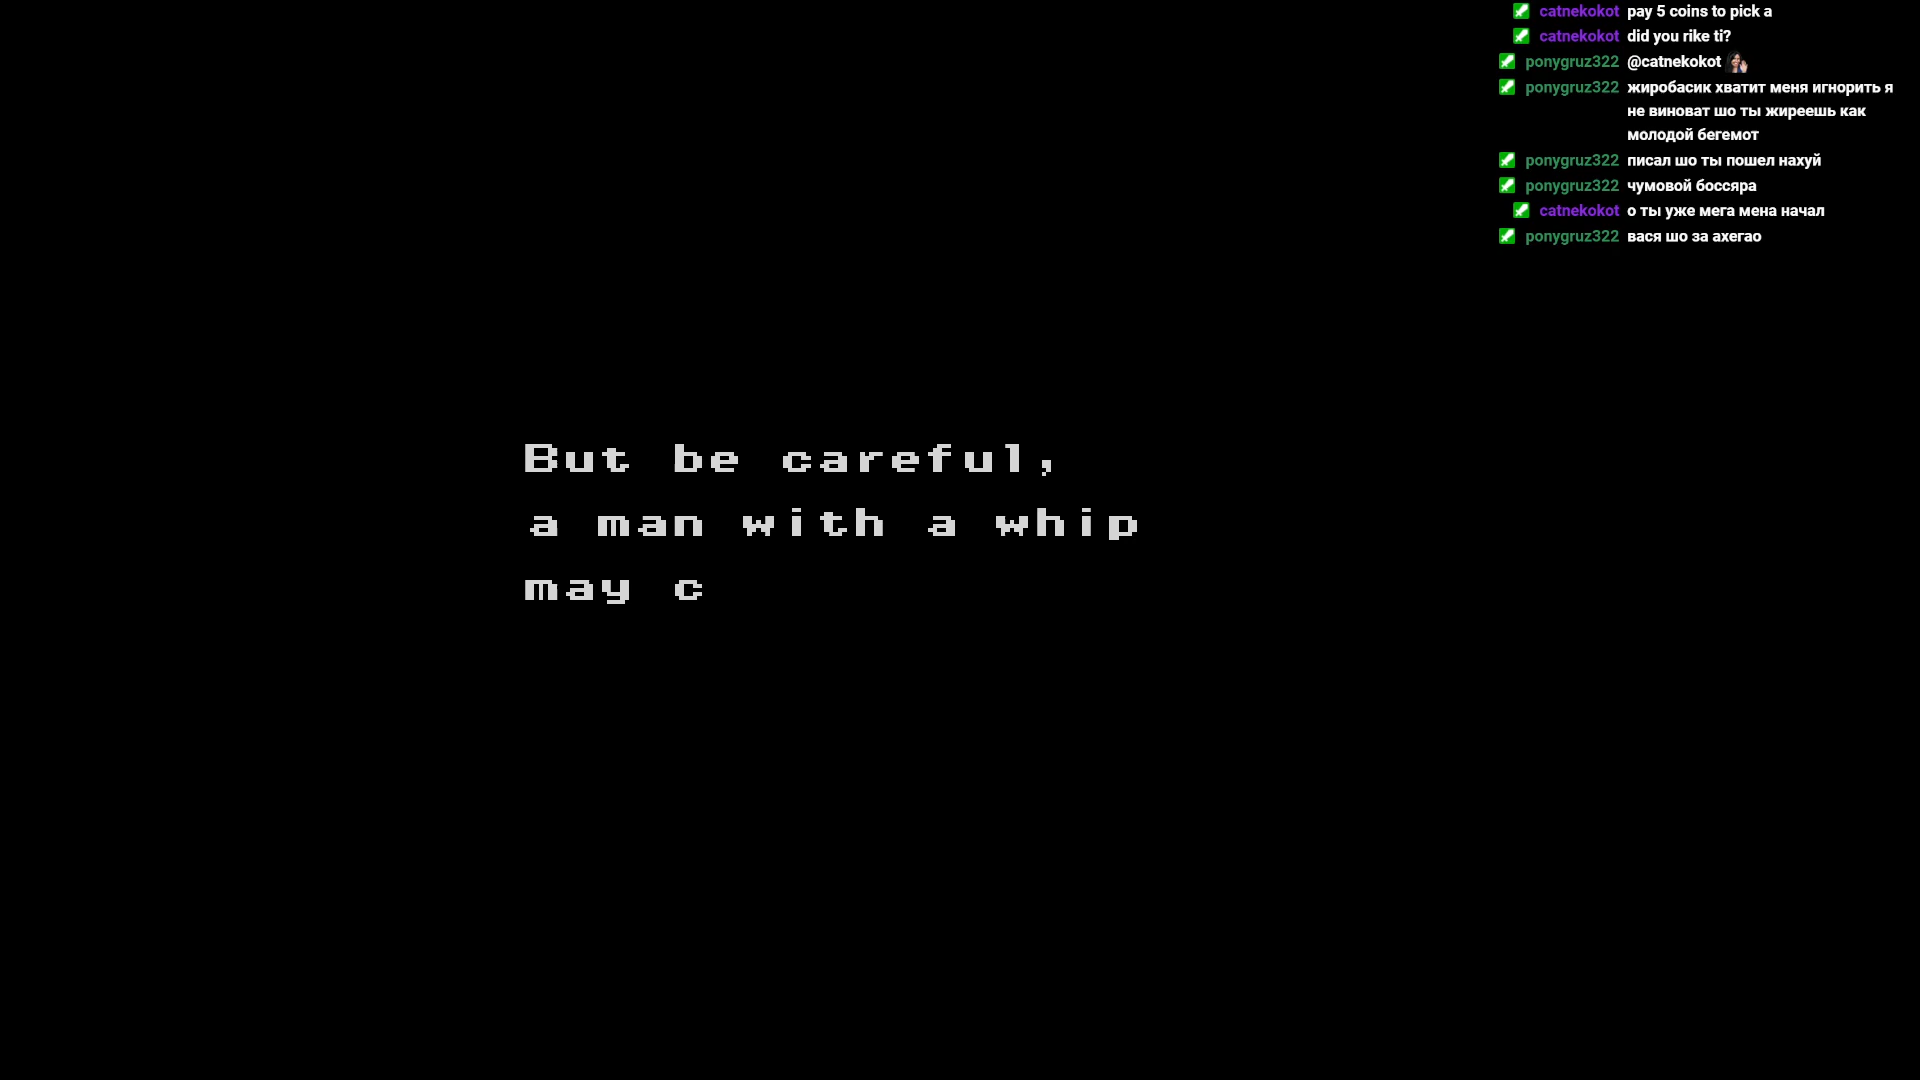 catnekokot pay 5 coins to pick a
catnekokot did you rike ti?
ponygruz322 @catnekokot
ponygruz322 жиробасик хватит меня игнорить я
не виноват шо ты жиреешь как
молодой бегемот
ponygruz322 писал шо ты пошел нахуй
ponygruz322 чумовой боссяра
catnekokot о ты уже мега мена начал
ponygruz322 вася шо за ахегао
But be careful,
a man with a whip
may c